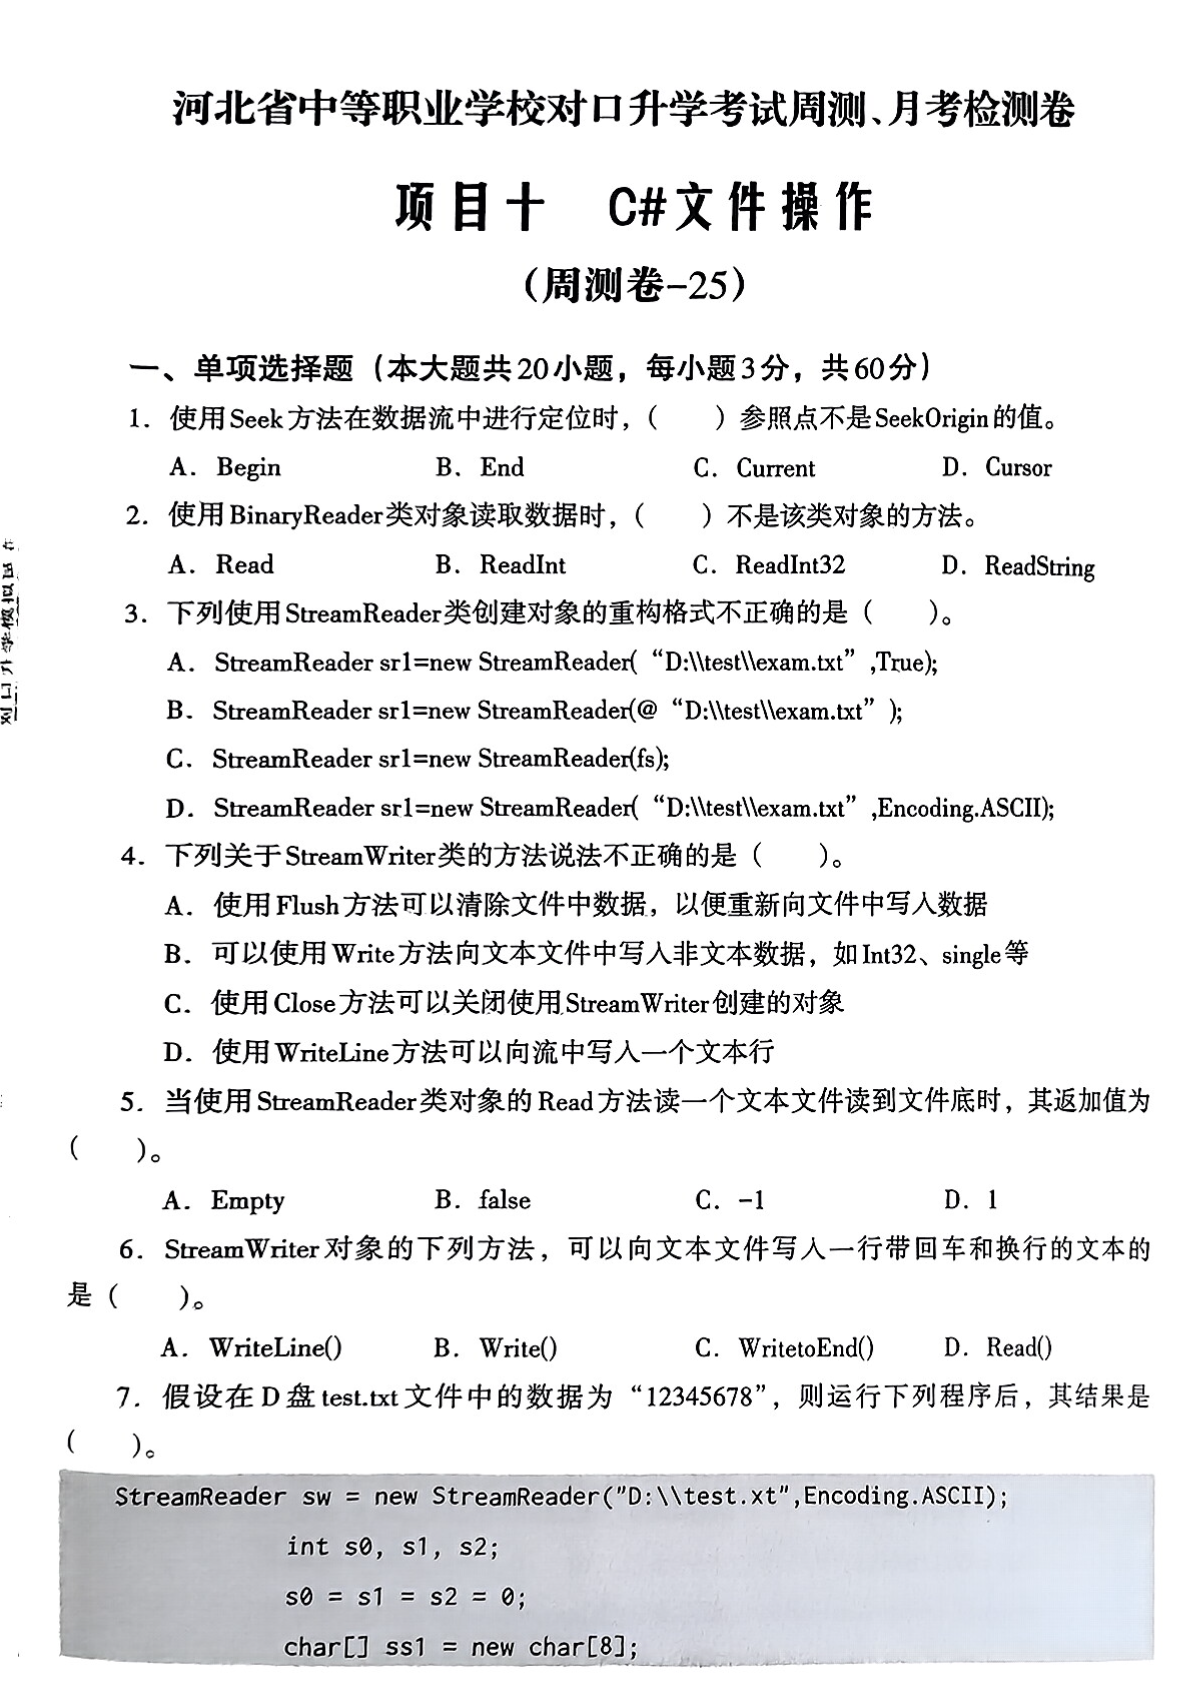 河北省中等职业学校对口升学考试周测、月考检测卷
项目十 C#文件操作
（周测卷-25）
一、单项选择题（本大题共20小题，每小题3分，共60分）
1. 使用Seek方法在数据流中进行定位时，（ ）参照点不是SeekOrigin的值。
A. Begin B. End C. Current D. Cursor
2. 使用BinaryReader类对象读取数据时，（ ）不是该类对象的方法。
A. Read B. ReadInt C. ReadInt32 D. ReadString
3. 下列使用StreamReader类创建对象的重构格式不正确的是（ ）。
A. StreamReader sr1=new StreamReader( “D:\\test\\exam.txt” ,True);
B. StreamReader sr1=new StreamReader(@ “D:\\test\\exam.txt” );
C. StreamReader sr1=new StreamReader(fs);
D. StreamReader sr1=new StreamReader( “D:\\test\\exam.txt” ,Encoding.ASCII);
4. 下列关于StreamWriter类的方法说法不正确的是（ ）。
A. 使用Flush方法可以清除文件中数据，以便重新向文件中写入数据
B. 可以使用Write方法向文本文件中写入非文本数据，如Int32、single等
C. 使用Close方法可以关闭使用StreamWriter创建的对象
D. 使用WriteLine方法可以向流中写入一个文本行
5. 当使用StreamReader类对象的Read方法读一个文本文件读到文件底时，其返加值为
（ ）。
A. Empty B. false C. -1 D. 1
6. StreamWriter对象的下列方法，可以向文本文件写入一行带回车和换行的文本的
是（ ）。
A. WriteLine() B. Write() C. WritetoEnd() D. Read()
7. 假设在D盘test.txt文件中的数据为“12345678”，则运行下列程序后，其结果是
（ ）。
StreamReader sw = new StreamReader("D:\\test.xt",Encoding.ASCII);
int s0, s1, s2;
s0 = s1 = s2 = 0;
char[] ss1 = new char[8];